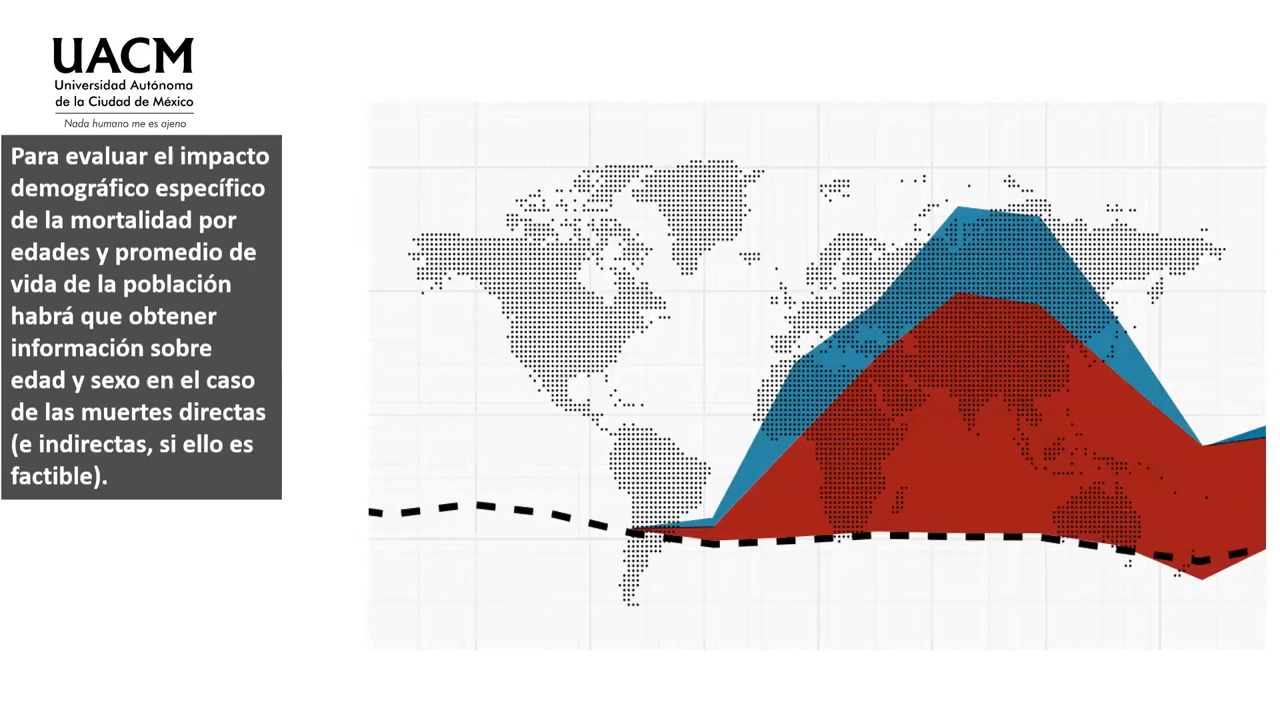 UACM
Universidad Autónoma
de la Ciudad de México
Nada humano me es ajeno
Para evaluar el impacto
demográfico específico
de la mortalidad por
edades y promedio de
vida de la población
habrá que obtener
información sobre
edad y sexo en el caso
de las muertes directas
(e indirectas, si ello es
factible).